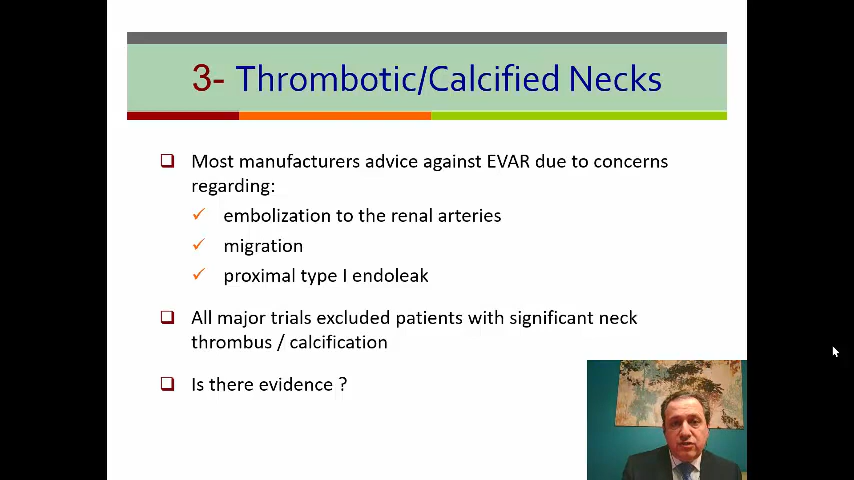 3- Thrombotic/Calcified Necks
Most manufacturers advice against EVAR due to concerns
regarding:
embolization to the renal arteries
migration
proximal type I endoleak
All major trials excluded patients with significant neck
thrombus / calcification
Is there evidence ?